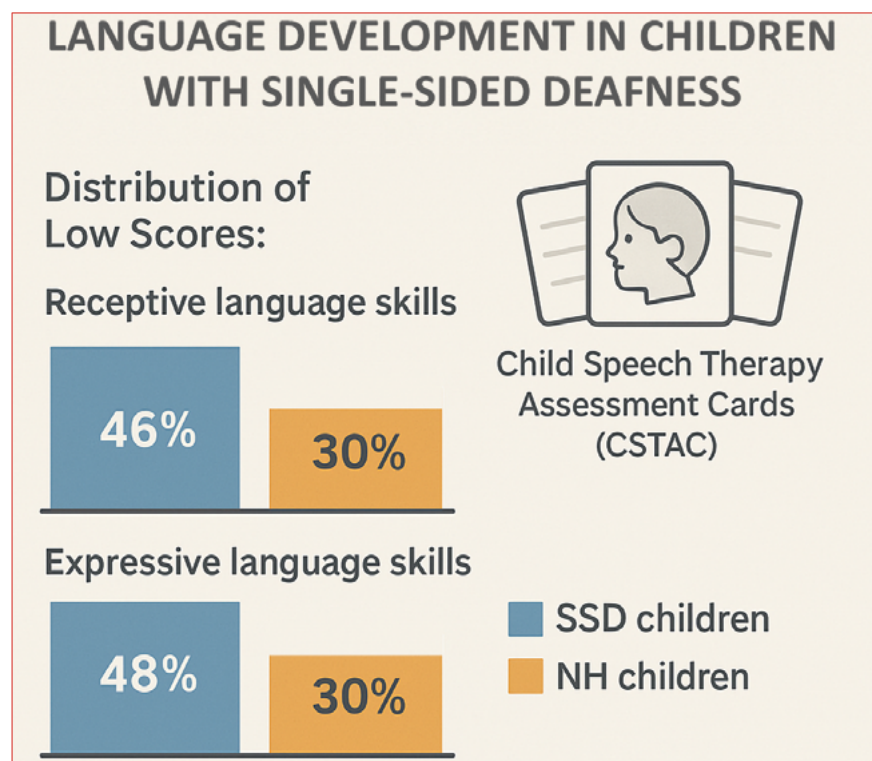 LANGUAGE DEVELOPMENT IN CHILDREN
WITH SINGLE-SIDED DEAFNESS
Distribution of
Low Scores:
Receptive language skills
46%
30%
Child Speech Therapy
Assessment Cards
(CSTAC)
Expressive language skills
48%
30%
SSD children
NH children